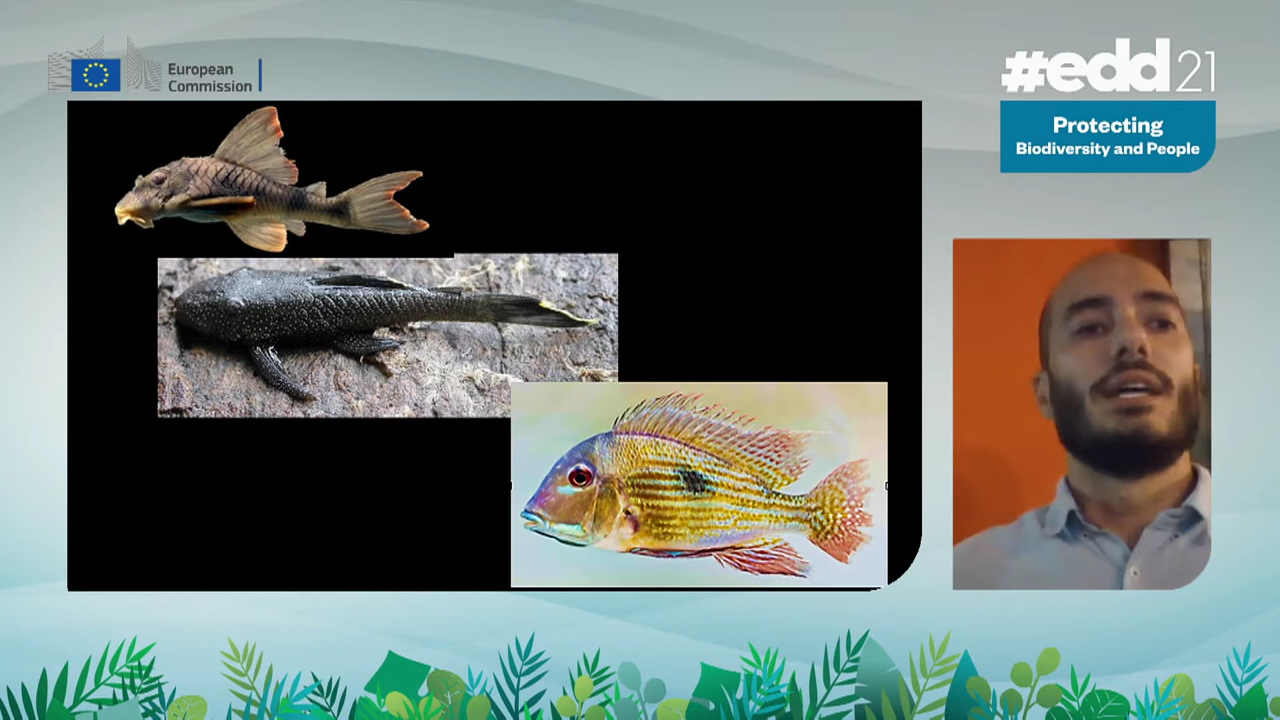 European
Commission
#edd21
Protecting
Biodiversity and People